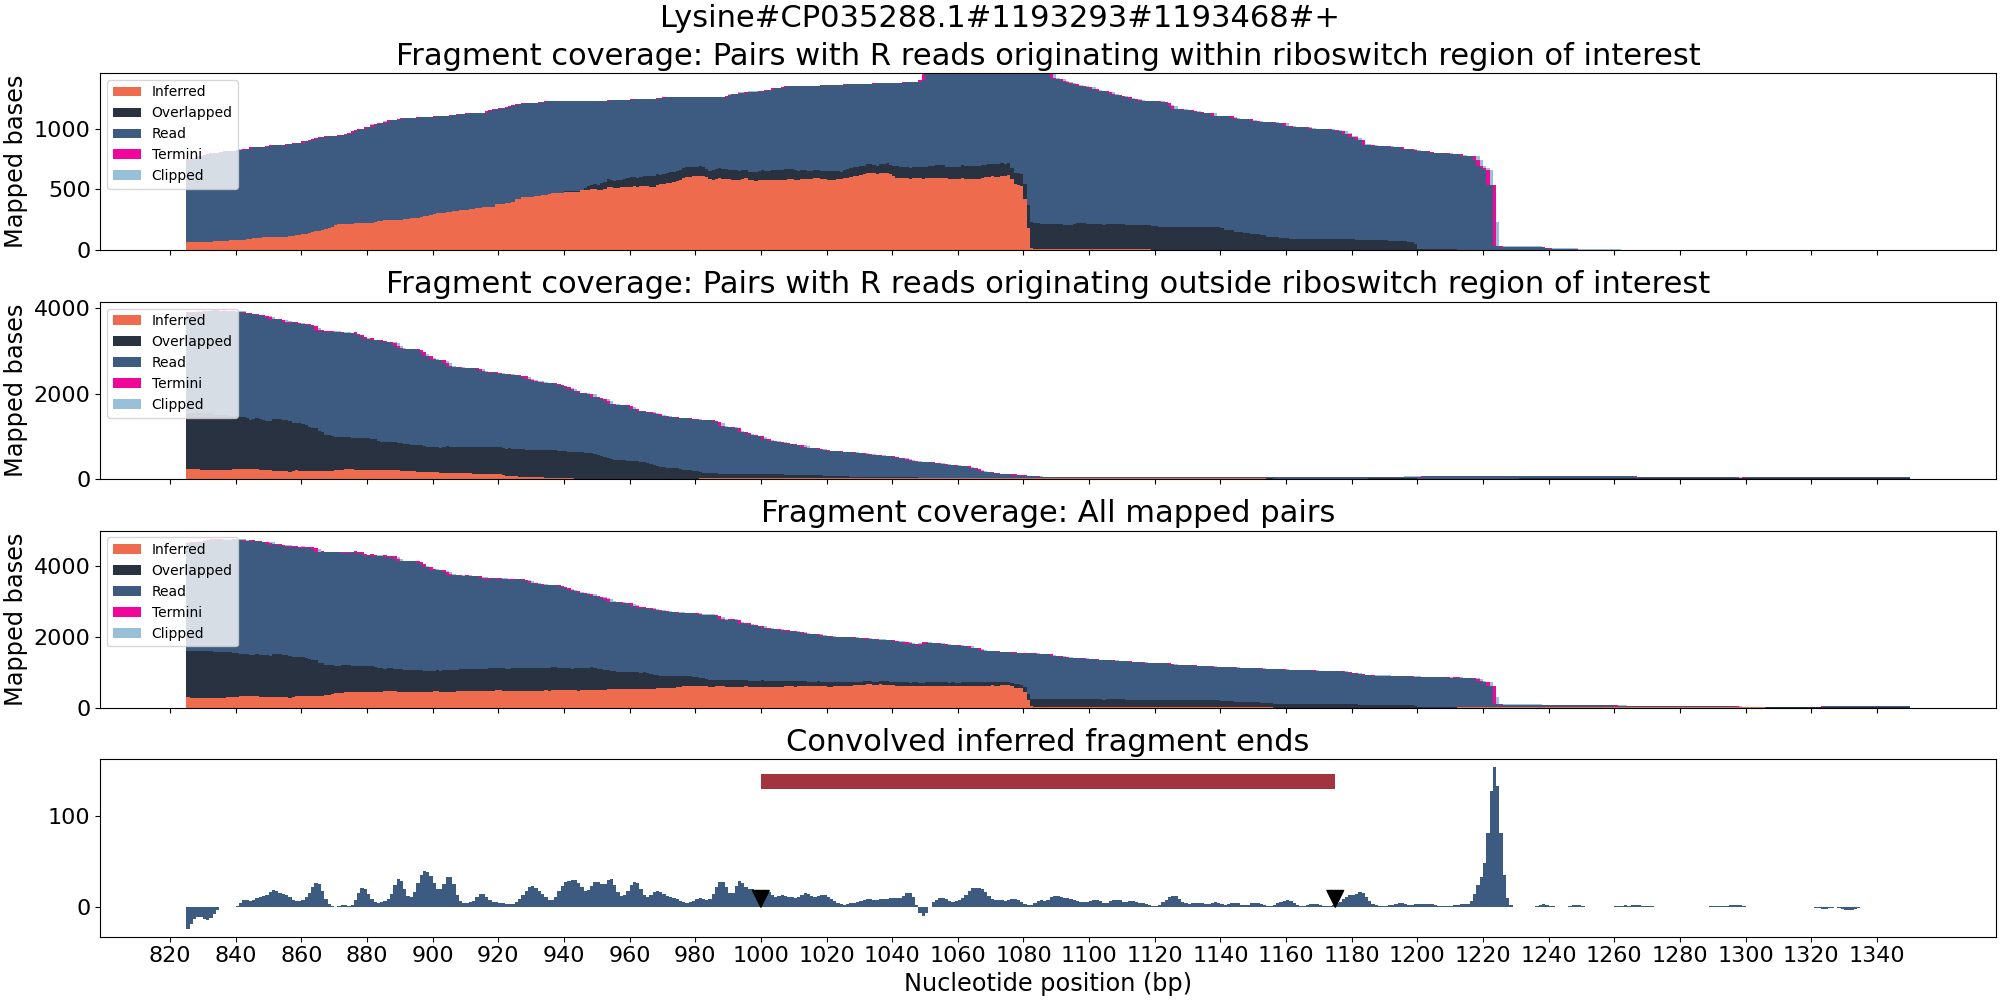 Lysine#CP035288.1#1193293#1193468#+
Fragment coverage: Pairs with R reads originating within riboswitch region of interest
Mapped bases
1000
500
0
Inferred
Overlapped
Read
Termini
Clipped
Fragment coverage: Pairs with R reads originating outside riboswitch region of interest
Mapped bases
4000
2000
0
Inferred
Overlapped
Read
Termini
Clipped
Fragment coverage: All mapped pairs
Mapped bases
4000
2000
0
Inferred
Overlapped
Read
Termini
Clipped
Convolved inferred fragment ends
100
0
820 840 860 880 900 920 940 960 980 1000 1020 1040 1060 1080 1100 1120 1140 1160 1180 1200 1220 1240 1260 1280 1300 1320 1340
Nucleotide position (bp)